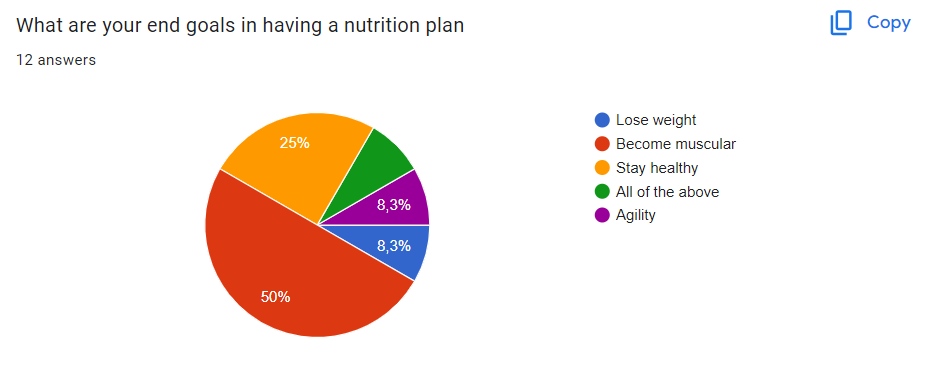 What are your end goals in having a nutrition plan
Copy
12 answers
25%
8,3%
8,3%
50%
Lose weight
Become muscular
Stay healthy
All of the above
Agility